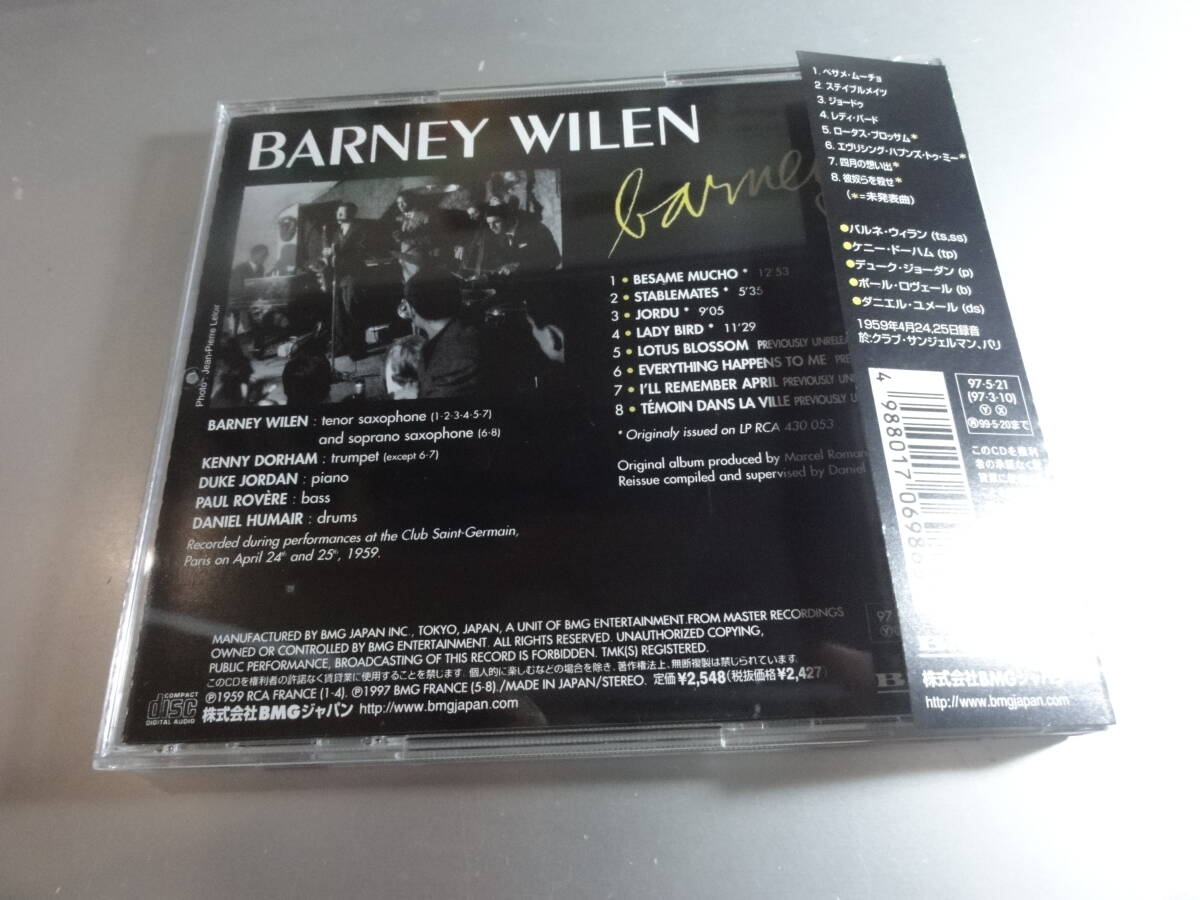 BARNEY WILEN
barne
Photo: Jean-Pierre Leloir
1 • BESAME MUCHO * 12'53
2 • STABLEMATES * 5'35
3 • JORDU * 9'05
4 • LADY BIRD * 11'29
5 • LOTUS BLOSSOM PREVIOUSLY UNRELEA
6 • EVERYTHING HAPPENS TO ME PRE
7 • I'LL REMEMBER APRIL PREVIOUSLY UN
8 • TÉMOIN DANS LA VILLE PREVIOUSLY U
* Originaly issued on LP RCA 430 053
Original album produced by Marcel Roman
Reissue compiled and supervised by Daniel
BARNEY WILEN : tenor saxophone (1-2-3-4-5-7)
and soprano saxophone (6-8)
KENNY DORHAM : trumpet (except 6-7)
DUKE JORDAN : piano
PAUL ROVÈRE : bass
DANIEL HUMAIR : drums
Recorded during performances at the Club Saint-Germain,
Paris on April 24th and 25th, 1959.
MANUFACTURED BY BMG JAPAN INC., TOKYO, JAPAN, A UNIT OF BMG ENTERTAINMENT FROM MASTER RECORDINGS
OWNED OR CONTROLLED BY BMG ENTERTAINMENT. ALL RIGHTS RESERVED. UNAUTHORIZED COPYING,
PUBLIC PERFORMANCE, BROADCASTING OF THIS RECORD IS FORBIDDEN. TMK(S) REGISTERED.
このCDを権利者の許諾なく賃貸業に使用することを禁じます。個人的に楽しむなどの場合を除き、著作権法上、無断複製は禁じられています。
Ⓟ1959 RCA FRANCE (1-4). Ⓟ1997 BMG FRANCE (5-8)./MADE IN JAPAN/STEREO. 定価¥2,548(税抜価格¥2,427)
COMPACT disc DIGITAL AUDIO
株式会社BMGジャパン http://www.bmgjapan.com
1. ベサメ・ムーチョ
2. ステイブルメイツ
3. ジョードゥ
4. レディ・バード
5. ロータス・ブロッサム*
6. エヴリシング・ハプンズ・トゥ・ミー*
7. 四月の想い出*
8. 彼奴らを殺せ*
(*=未発表曲)
●バルネ・ウィラン (ts,ss)
●ケニー・ドーハム (tp)
●デューク・ジョーダン (p)
●ポール・ロヴェール (b)
●ダニエル・ユメール (ds)
1959年4月24,25日録音
於:クラブ・サンジェルマン、パリ
97・5・21
(97・3・10)
Ⓨ Ⓧ
㊋99・5・20まで
このCDを権利
者の承諾なく賃
4 988017 0698
97
株式会社BMGジャパ
http://www.bmgjapan.com